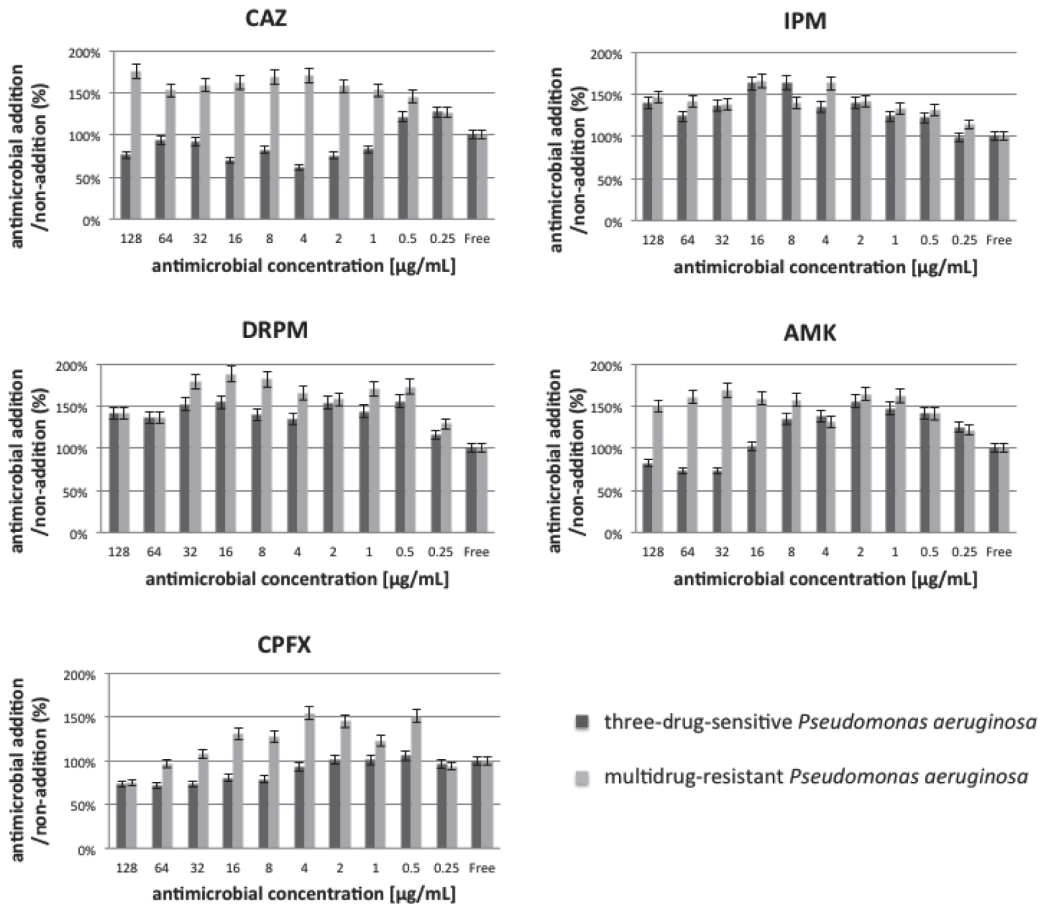 CAZ
antimicrobial addition
/non-addition (%)
200%
150%
100%
50%
0%
128 64 32 16 8 4 2 1 0.5 0.25 Free
antimicrobial concentration [μg/mL]
IPM
antimicrobial addition
/non-addition (%)
200%
150%
100%
50%
0%
128 64 32 16 8 4 2 1 0.5 0.25 Free
antimicrobial concentration [μg/mL]
DRPM
antimicrobial addition
/non-addition (%)
200%
150%
100%
50%
0%
128 64 32 16 8 4 2 1 0.5 0.25 Free
antimicrobial concentration [μg/mL]
AMK
antimicrobial addition
/non-addition (%)
200%
150%
100%
50%
0%
128 64 32 16 8 4 2 1 0.5 0.25 Free
antimicrobial concentration [μg/mL]
CPFX
antimicrobial addition
/non-addition (%)
200%
150%
100%
50%
0%
128 64 32 16 8 4 2 1 0.5 0.25 Free
antimicrobial concentration [μg/mL]
three-drug-sensitive Pseudomonas aeruginosa
multidrug-resistant Pseudomonas aeruginosa